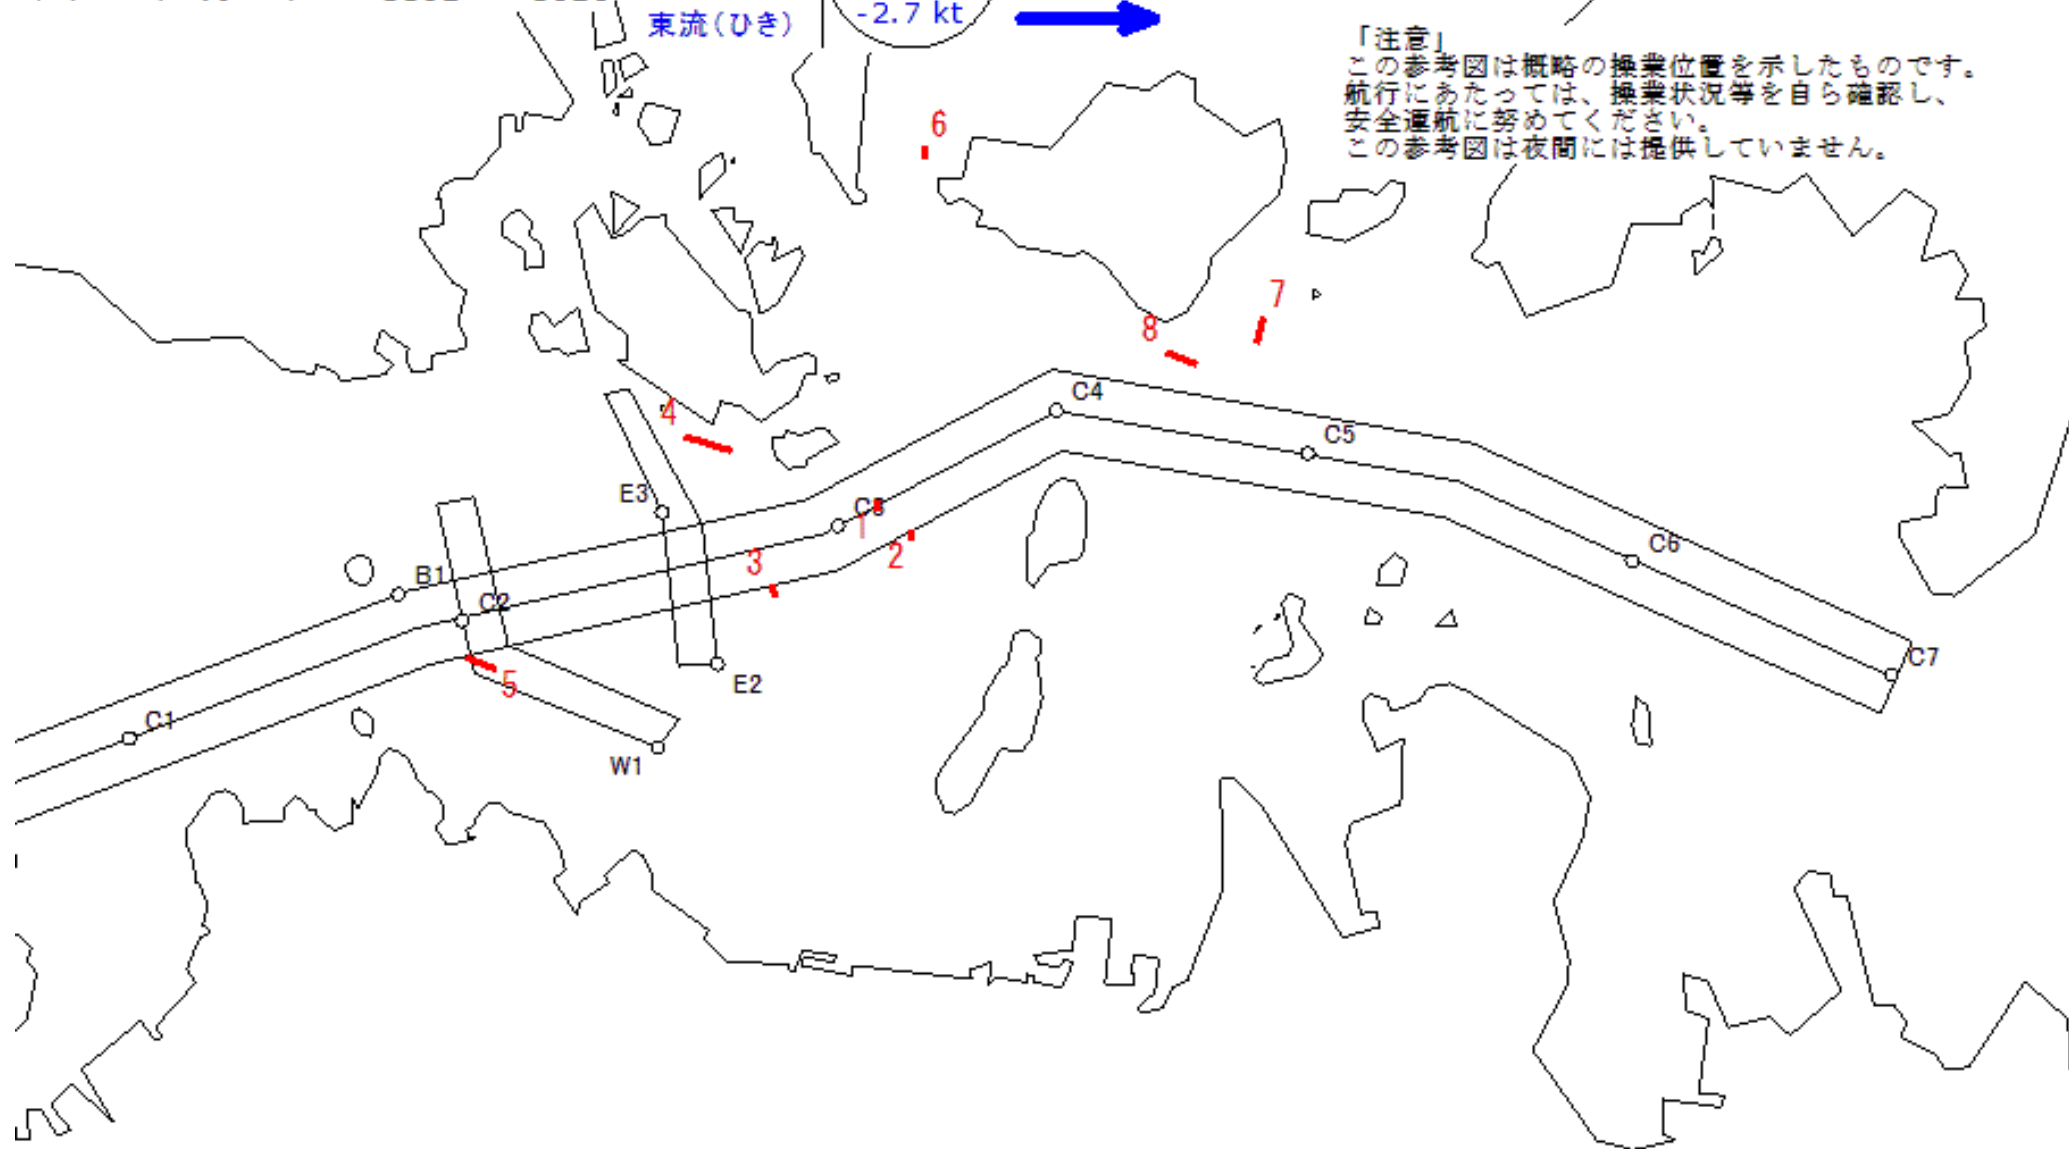 東流(ひき)
-2.7 kt
「注意」
この参考図は概略の操業位置を示したものです。
航行にあたっては、操業状況等を自ら確認し、
安全運航に努めてください。
この参考図は夜間には提供していません。
6
7
8
C4
4
C5
E3
1
2
C6
3
B1
C2
C7
E2
5
C1
W1